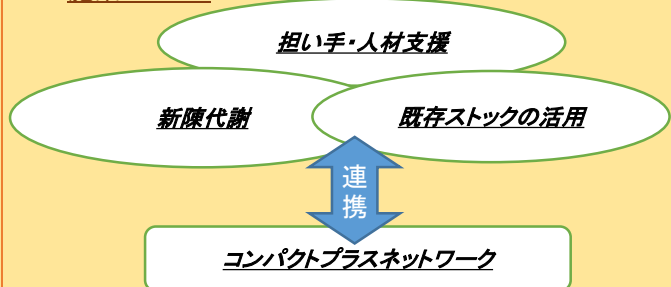 担い手・人材支援
新陳代謝
既存ストックの活用
連携
コンパクトプラスネットワーク